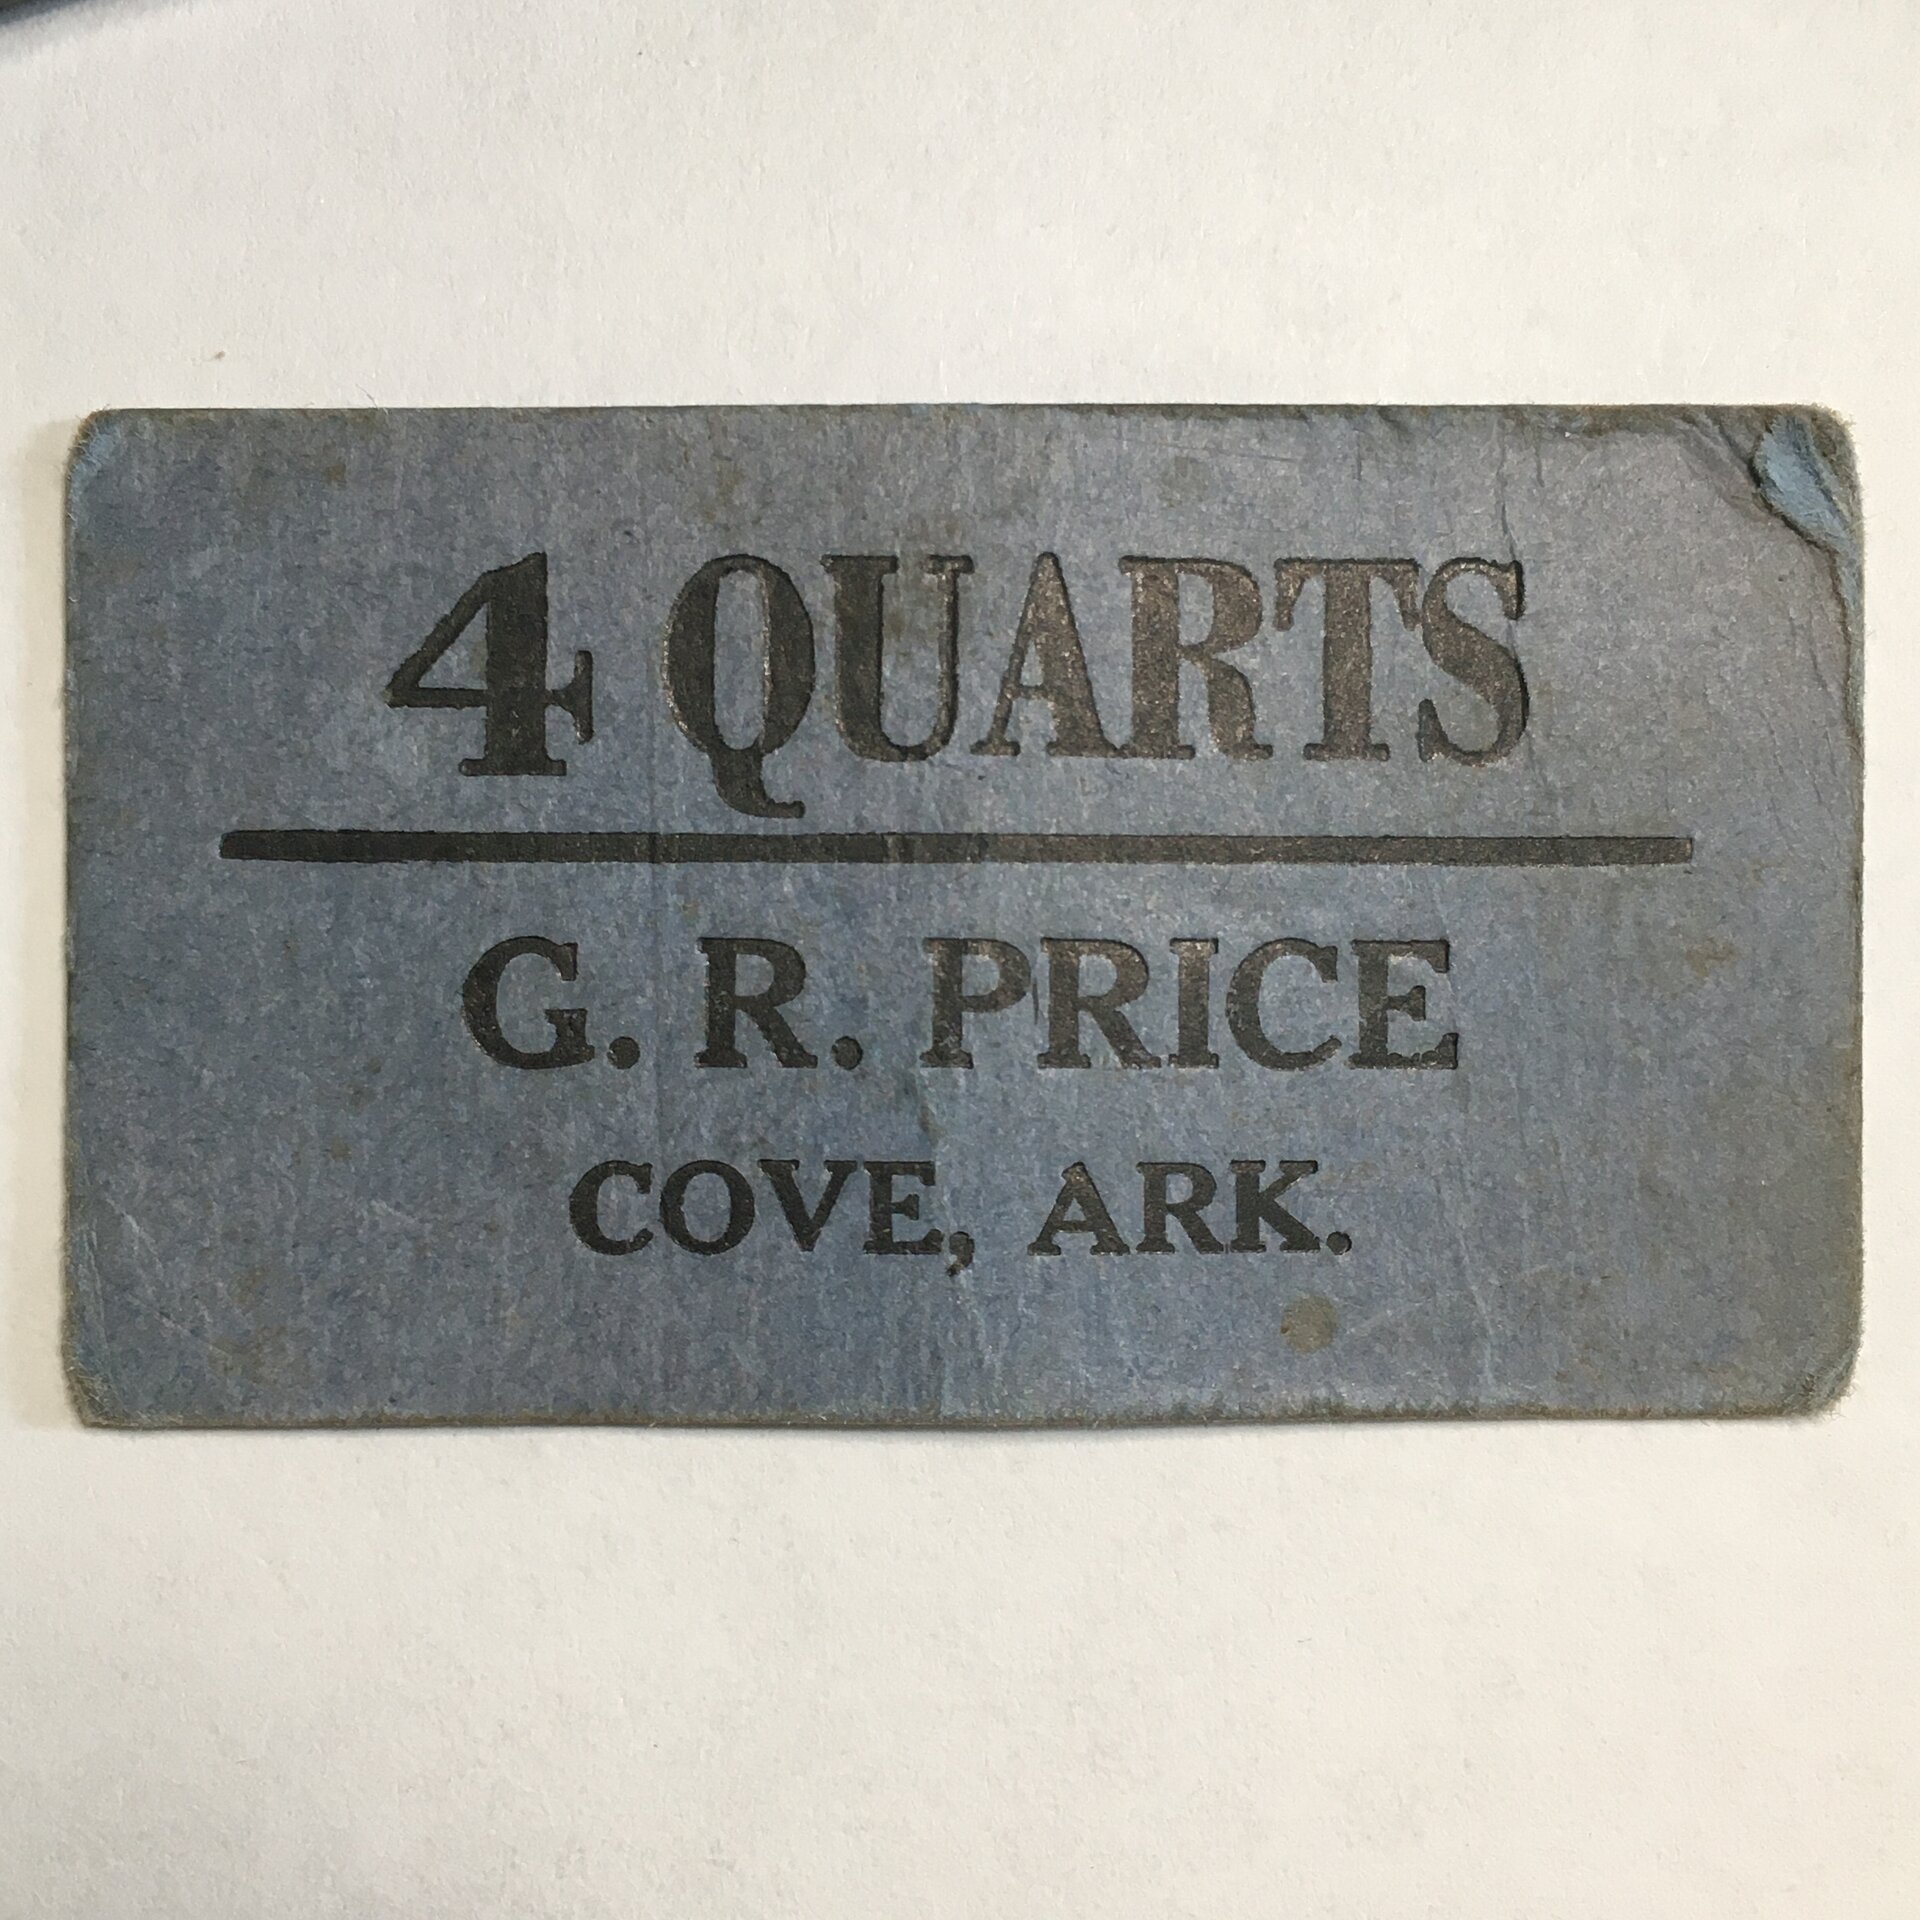 4 QUARTS
G. R. PRICE
COVE, ARK.